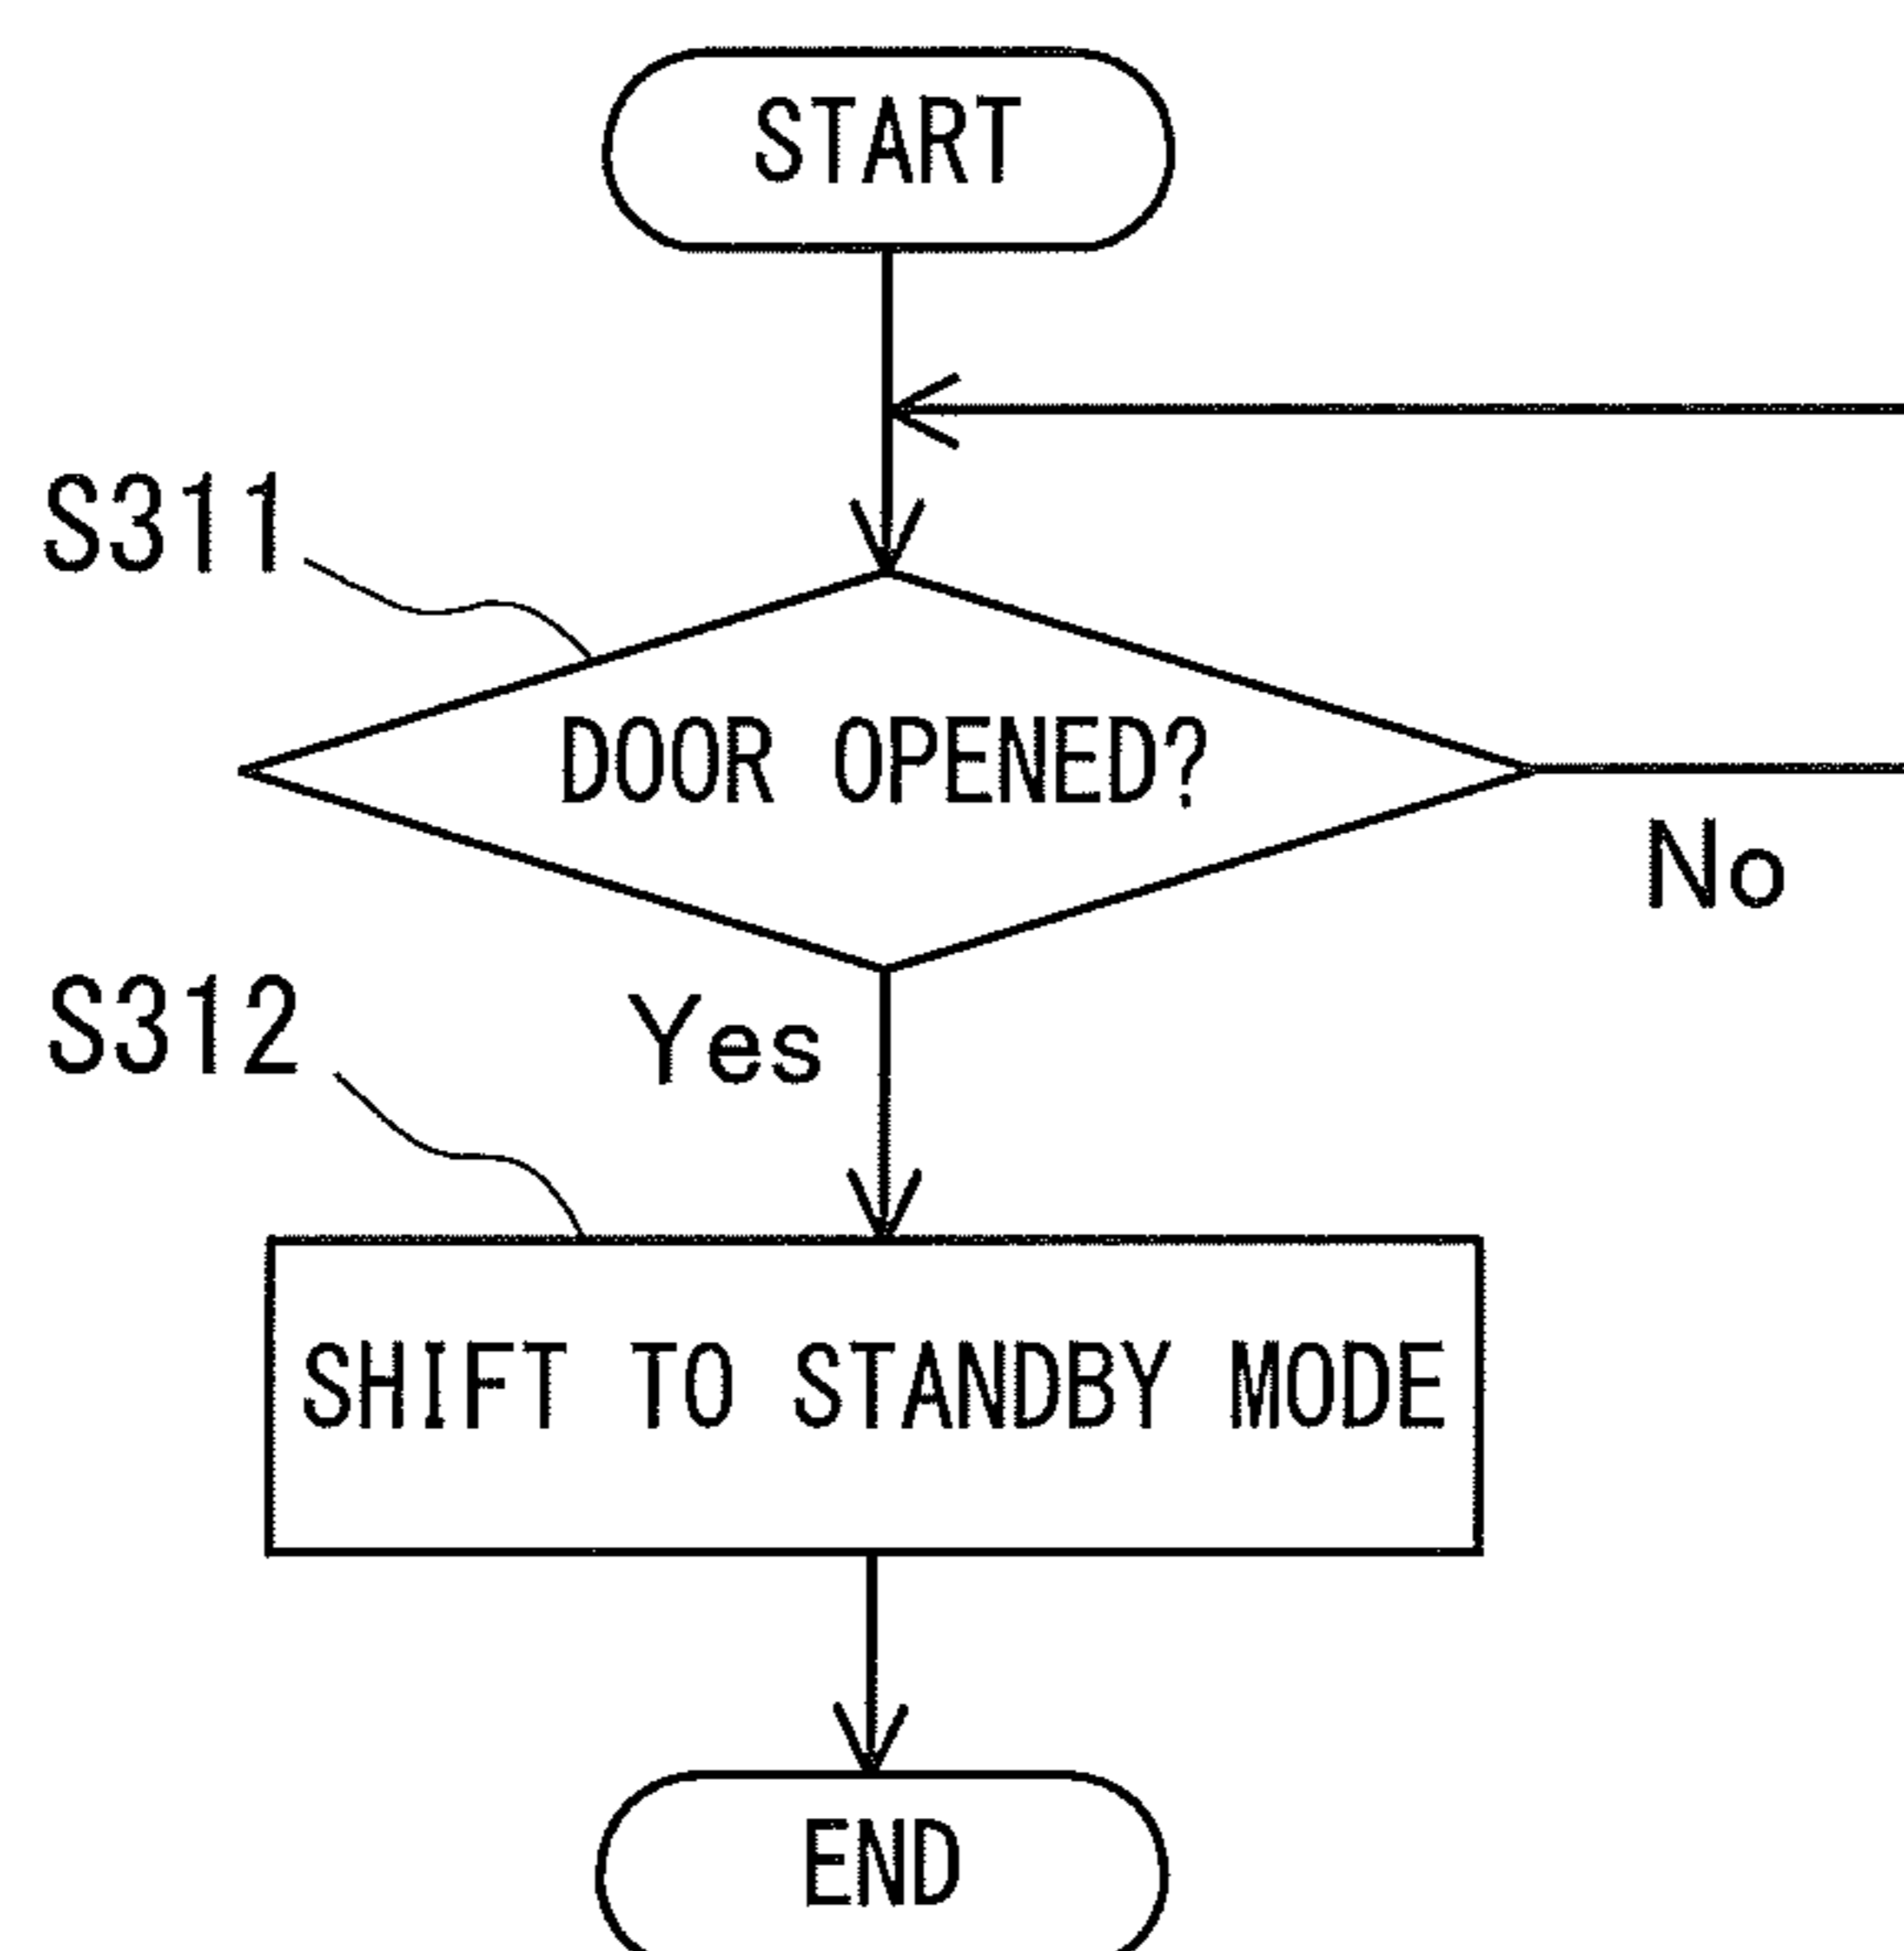 START
S311
DOOR OPENED?
No
S312
Yes
SHIFT TO STANDBY MODE
END